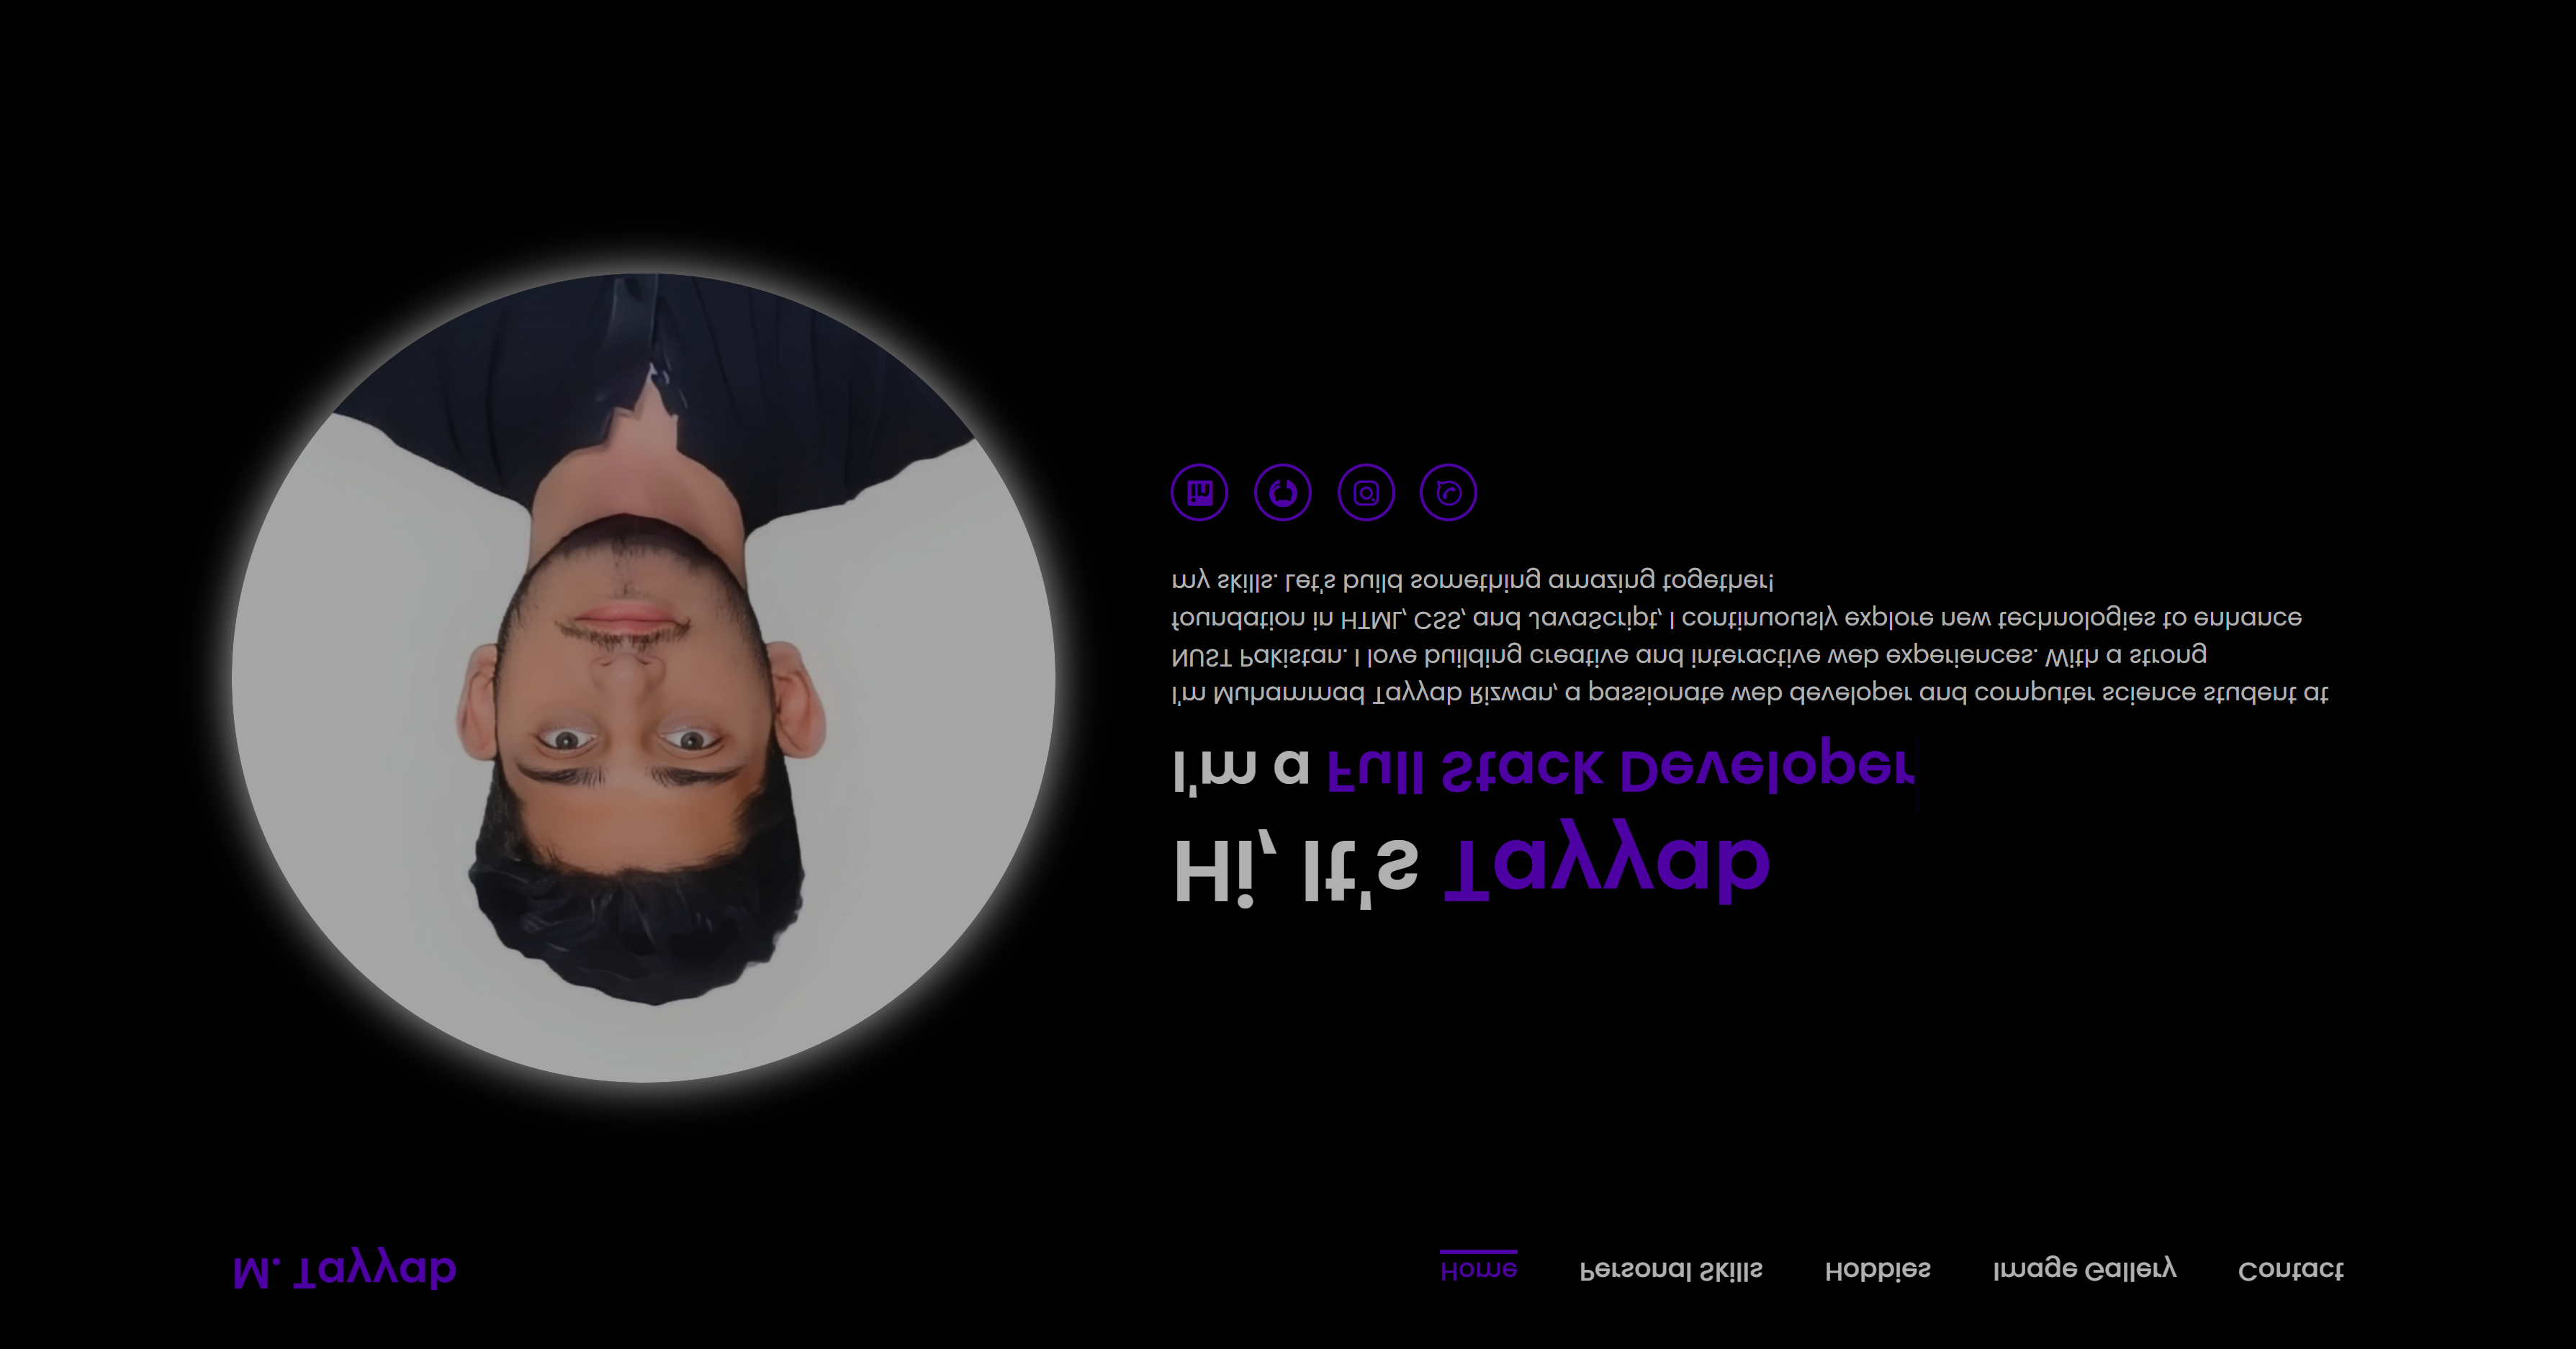 M. Tayyab
Home Personal Skills Hobbies Image Gallery Contact
Hi, It's Tayyab
I'm a Full Stack Developer
I'm Muhammad Tayyab Rizwan, a passionate web developer and computer science student at
NUST Pakistan. I love building creative and interactive web experiences. With a strong
foundation in HTML, CSS, and JavaScript, I continuously explore new technologies to enhance
my skills. Let's build something amazing together!